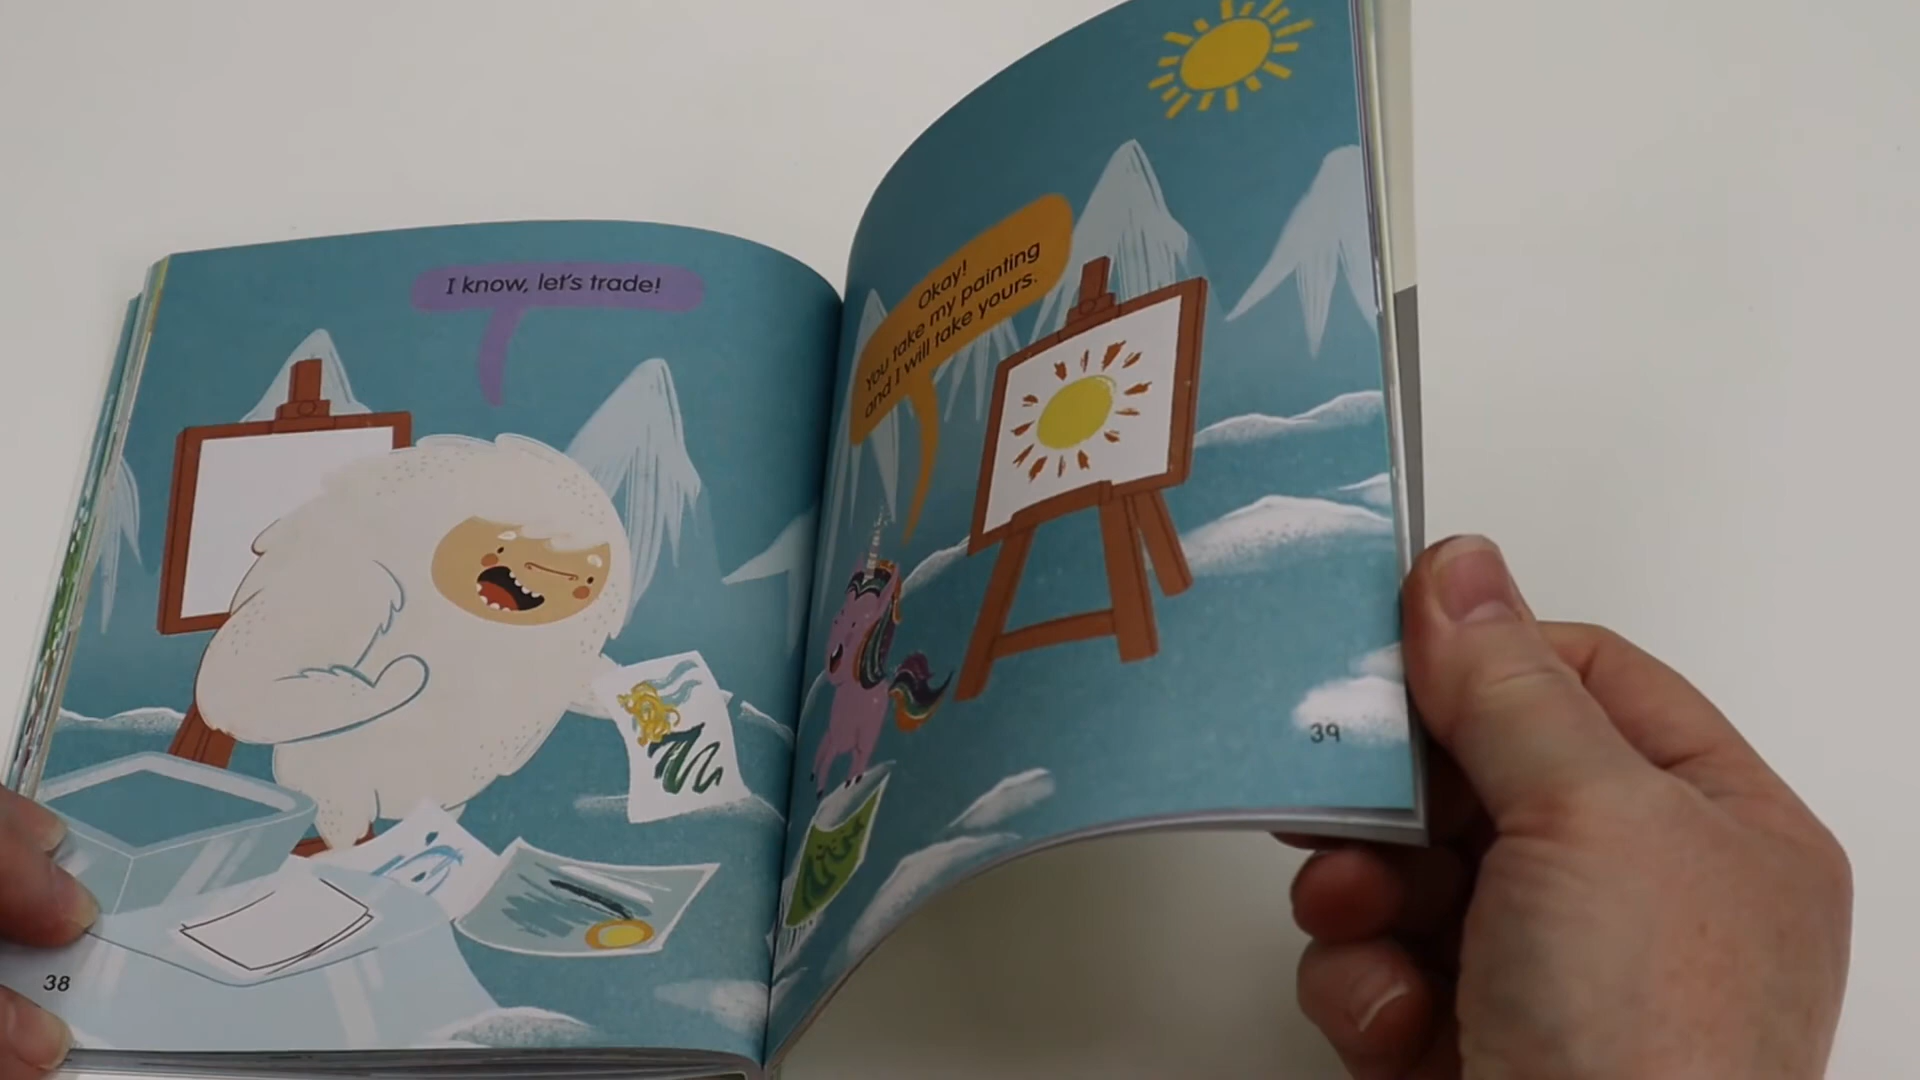 I know, let's trade!
Okay!
You take my painting
and I will take yours.
38
39